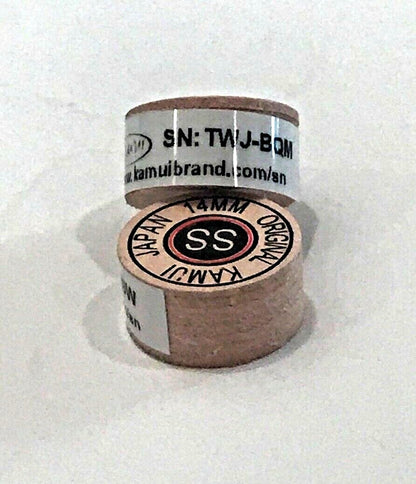 SN: TWJ-BQM
kamuibrand.com/sn
JAPAN 14MM ORIGINAL KAMUI
SS